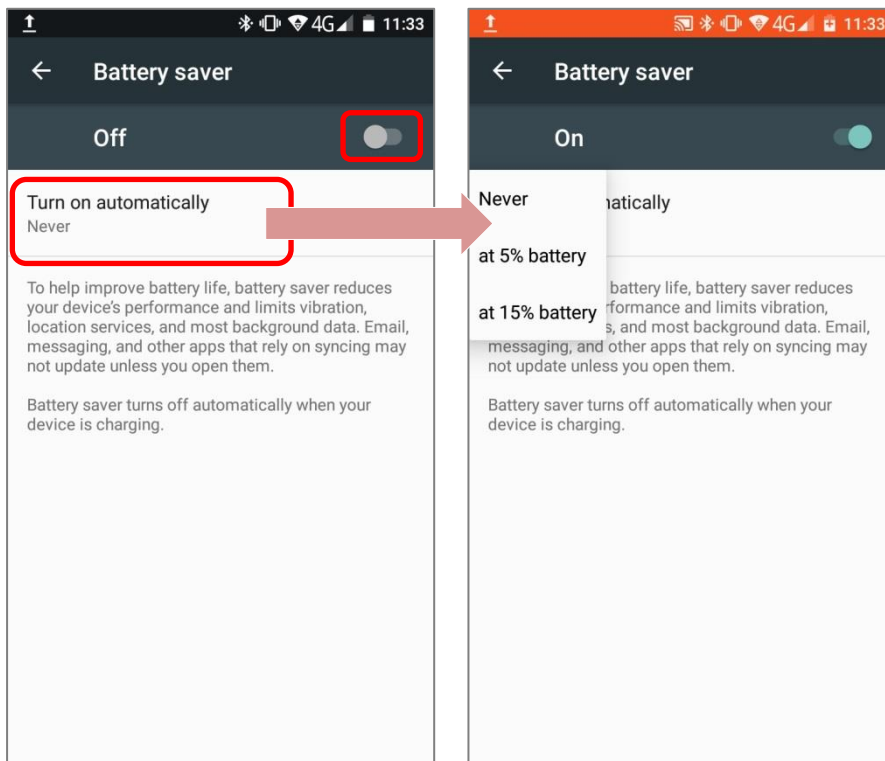 4G 11:33
Battery saver
Off
Turn on automatically
Never
To help improve battery life, battery saver reduces
your device's performance and limits vibration,
location services, and most background data. Email,
messaging, and other apps that rely on syncing may
not update unless you open them.
Battery saver turns off automatically when your
device is charging.
4G 11:33
Battery saver
On
Never
natically
at 5% battery
battery life, battery saver reduces
formance and limits vibration,
at 15% battery
s, and most background data. Email,
messaging, and other apps that rely on syncing may
not update unless you open them.
Battery saver turns off automatically when your
device is charging.